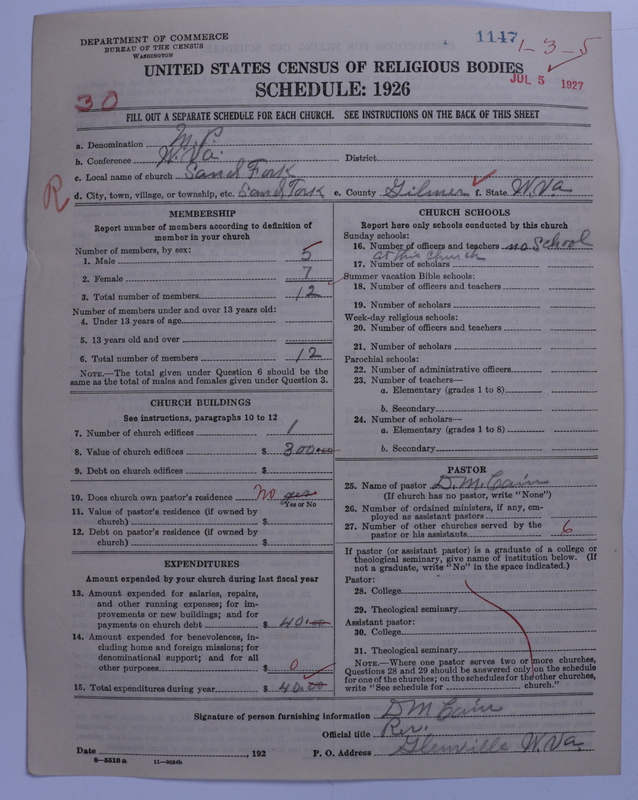 DEPARTMENT OF COMMERCE
BUREAU OF THE CENSUS
WASHINGTON
1147
1-3-5
UNITED STATES CENSUS OF RELIGIOUS BODIES
JUL 5 1927
SCHEDULE: 1926
30
FILL OUT A SEPARATE SCHEDULE FOR EACH CHURCH. SEE INSTRUCTIONS ON THE BACK OF THIS SHEET
a. Denomination M. P.
b. Conference W. Va. District
c. Local name of church Sand Fork
R
d. City, town, village, or township, etc. Sand Fork e. County Gilmer f. State W. Va
MEMBERSHIP
Report number of members according to definition of
member in your church
Number of members, by sex:
1. Male 5
2. Female 7
3. Total number of members 12
Number of members under and over 13 years old:
4. Under 13 years of age
5. 13 years old and over
6. Total number of members 12
NOTE.—The total given under Question 6 should be
same as the total of males and females given under Question 3.
CHURCH BUILDINGS
See instructions, paragraphs 10 to 12
7. Number of church edifices 1
8. Value of church edifices $ 300.00
9. Debt on church edifices $
10. Does church own pastor's residence No yes
Yes or No
11. Value of pastor's residence (if owned by
church) $
12. Debt on pastor's residence (if owned by
church) $
EXPENDITURES
Amount expended by your church during last fiscal year
13. Amount expended for salaries, repairs,
and other running expenses; for im-
provements or new buildings; and for
payments on church debt $ 40.00
14. Amount expended for benevolences, in-
cluding home and foreign missions; for
denominational support; and for all
other purposes $ 0
15. Total expenditures during year $ 40.00
CHURCH SCHOOLS
Report here only schools conducted by this church
Sunday schools:
16. Number of officers and teachers no School
at this church
17. Number of scholars
Summer vacation Bible schools:
18. Number of officers and teachers
19. Number of scholars
Week-day religious schools:
20. Number of officers and teachers
21. Number of scholars
Parochial schools:
22. Number of administrative officers
23. Number of teachers—
a. Elementary (grades 1 to 8)
b. Secondary
24. Number of scholars—
a. Elementary (grades 1 to 8)
b. Secondary
PASTOR
25. Name of pastor D. M. Cain
(If church has no pastor, write "None")
26. Number of ordained ministers, if any, em-
ployed as assistant pastors
27. Number of other churches served by the
pastor or his assistants 6
If pastor (or assistant pastor) is a graduate of a college or
theological seminary, give name of institution below. (If
not a graduate, write "No" in the space indicated.)
Pastor:
28. College
29. Theological seminary
Assistant pastor:
30. College
31. Theological seminary
NOTE.—Where one pastor serves two or more churches,
Questions 28 and 29 should be answered only on the schedule
for one of the churches; on the schedules for the other churches,
write "See schedule for church."
Signature of person furnishing information D M Cain
Official title Rev.
Date , 192 P. O. Address Glenville W. Va.
8—5518 a 11—9054b